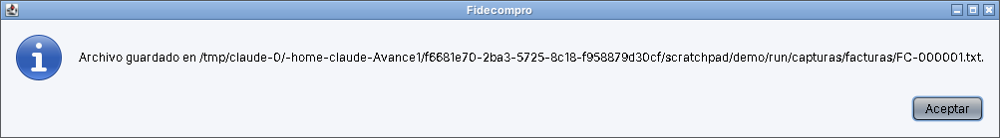 Fidecompro
Archivo guardado en /tmp/claude-0/-home-claude-Avance1/f6681e70-2ba3-5725-8c18-f958879d30cf/scratchpad/demo/run/capturas/facturas/FC-000001.txt.
Aceptar